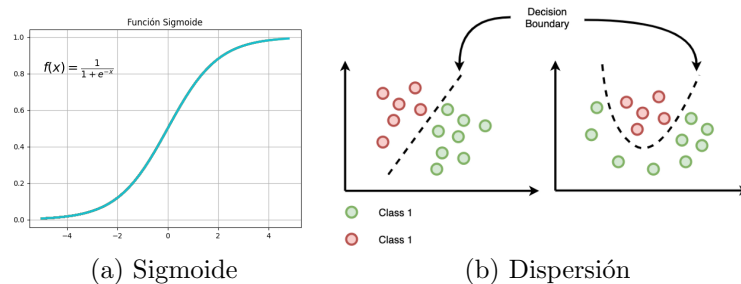 Función Sigmoide
f(x) = \frac{1}{1 + e^{-x}}
1.0
0.8
0.6
0.4
0.2
0.0
−4
−2
0
2
4
(a) Sigmoide
Decision
Boundary
Class 1
Class 1
(b) Dispersión